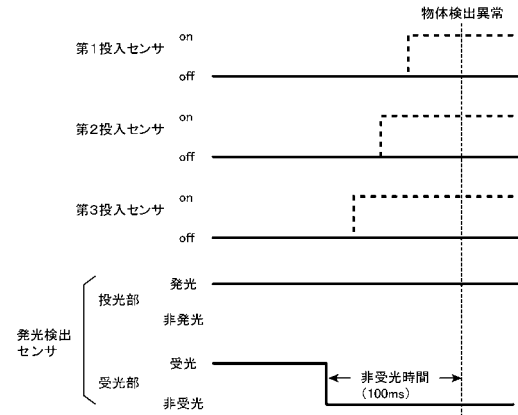 物体検出異常
第1投入センサ
on
off
第2投入センサ
on
off
第3投入センサ
on
off
発光検出
センサ
投光部
発光
非発光
受光部
受光
非受光
非受光時間
(100ms)